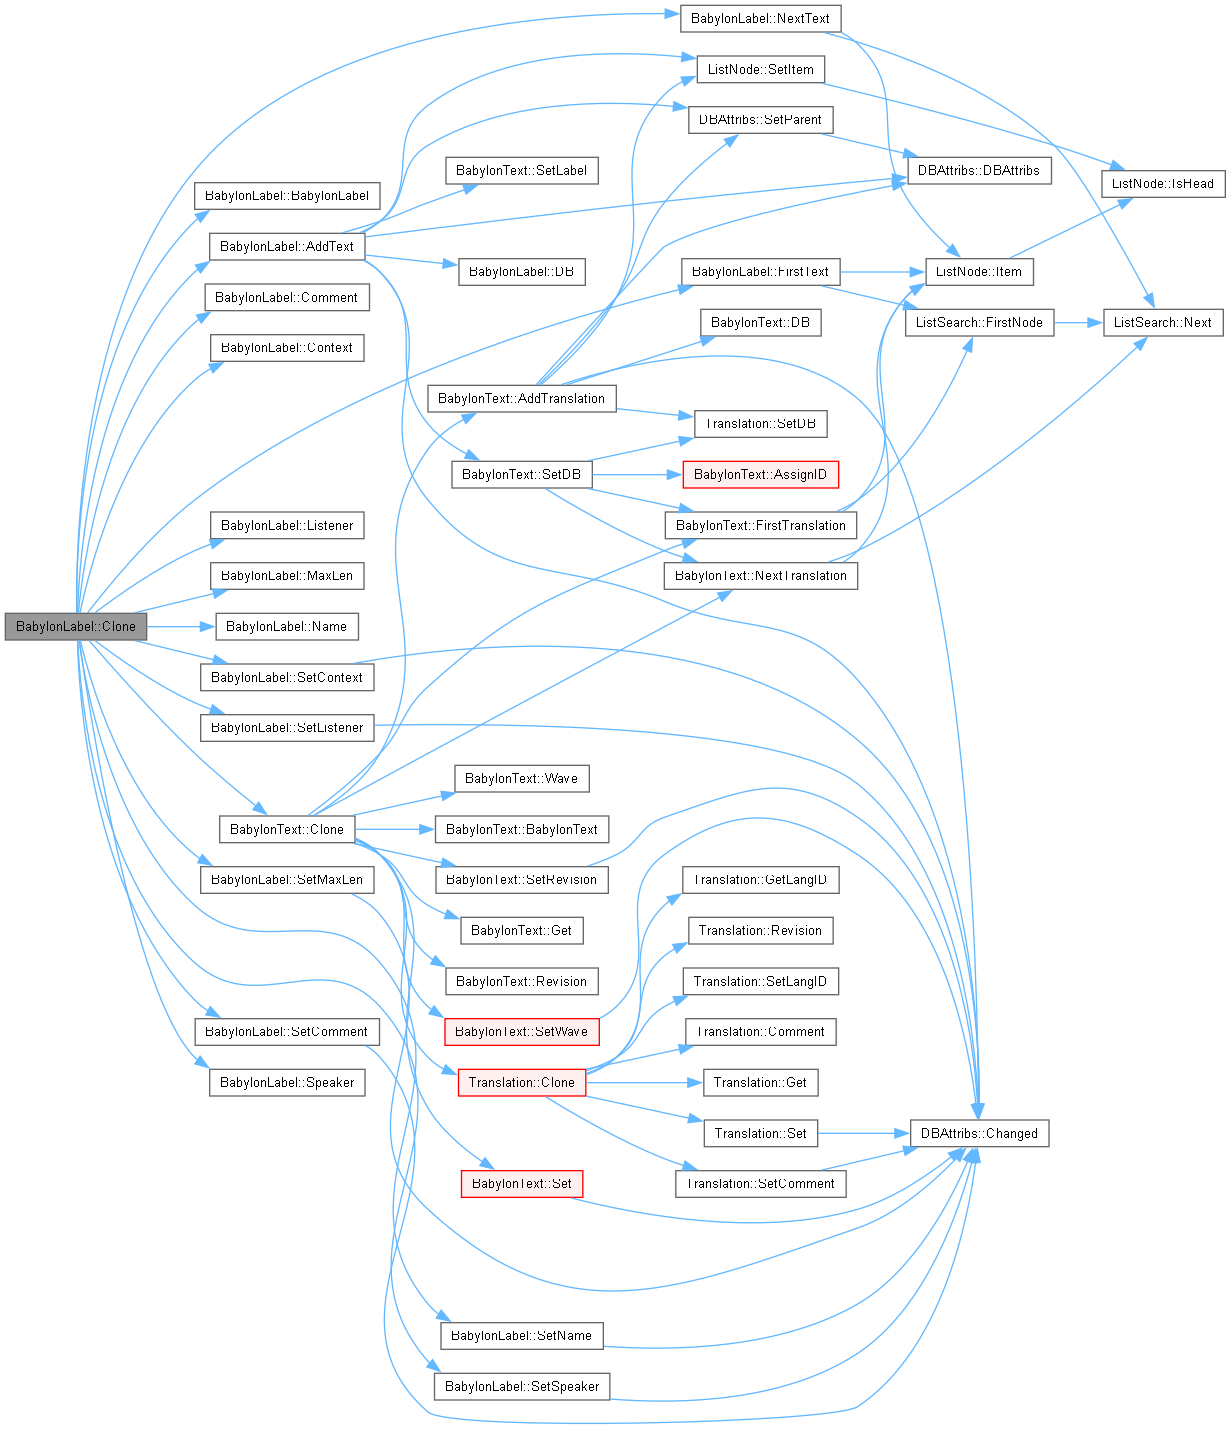 BabylonLabel::NextText
ListNode::SetItem
DBAttribs::SetParent
BabylonText::SetLabel
DBAttribs::DBAttribs
ListNode::IsHead
BabylonLabel::BabylonLabel
BabylonLabel::AddText
BabylonLabel::DB
BabylonLabel::FirstText
ListNode::Item
BabylonLabel::Comment
BabylonText::DB
ListSearch::FirstNode
ListSearch::Next
BabylonLabel::Context
BabylonText::AddTranslation
Translation::SetDB
BabylonText::SetDB
BabylonText::AssignID
BabylonLabel::Listener
BabylonText::FirstTranslation
BabylonLabel::MaxLen
BabylonText::NextTranslation
BabylonLabel::Clone
BabylonLabel::Name
BabylonLabel::SetContext
BabylonLabel::SetListener
BabylonText::Wave
BabylonText::Clone
BabylonText::BabylonText
BabylonLabel::SetMaxLen
BabylonText::SetRevision
Translation::GetLangID
BabylonText::Get
Translation::Revision
BabylonText::Revision
Translation::SetLangID
BabylonLabel::SetComment
BabylonText::SetWave
Translation::Comment
BabylonLabel::Speaker
Translation::Clone
Translation::Get
Translation::Set
DBAttribs::Changed
BabylonText::Set
Translation::SetComment
BabylonLabel::SetName
BabylonLabel::SetSpeaker